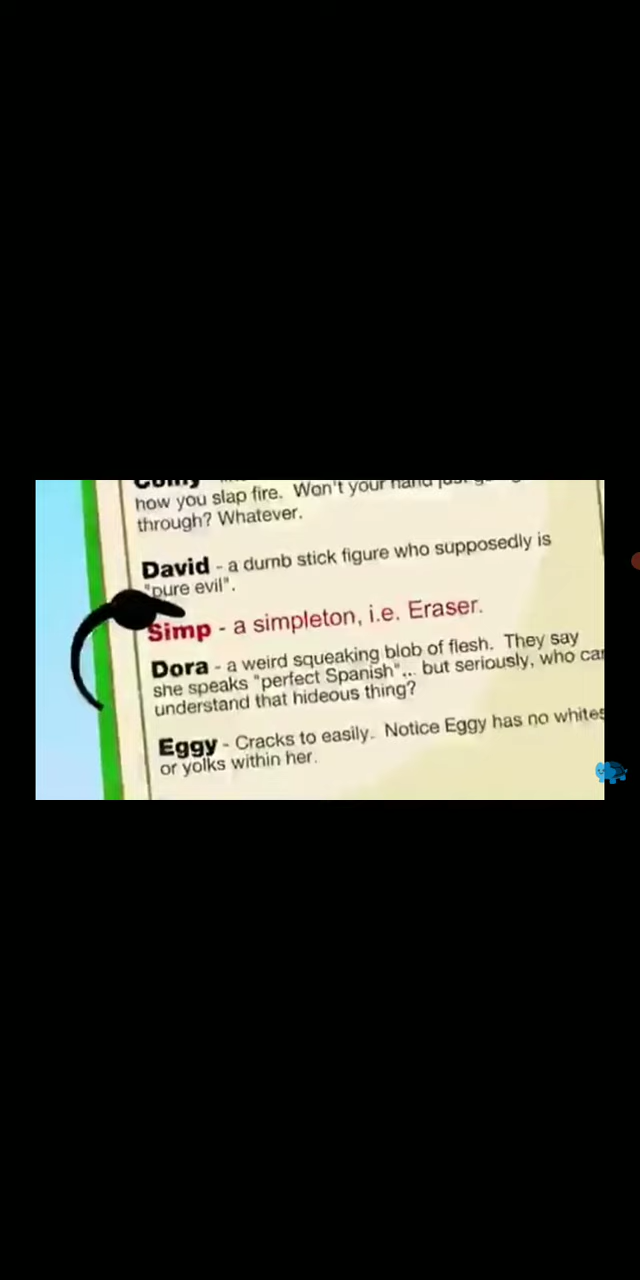 Coiny
how you slap fire. Won't your hand just
through? Whatever.
David - a dumb stick figure who supposedly is
"pure evil".
Simp - a simpleton, i.e. Eraser.
Dora - a weird squeaking blob of flesh. They say
she speaks "perfect Spanish"... but seriously, who can
understand that hideous thing?
Eggy - Cracks to easily. Notice Eggy has no whites
or yolks within her.